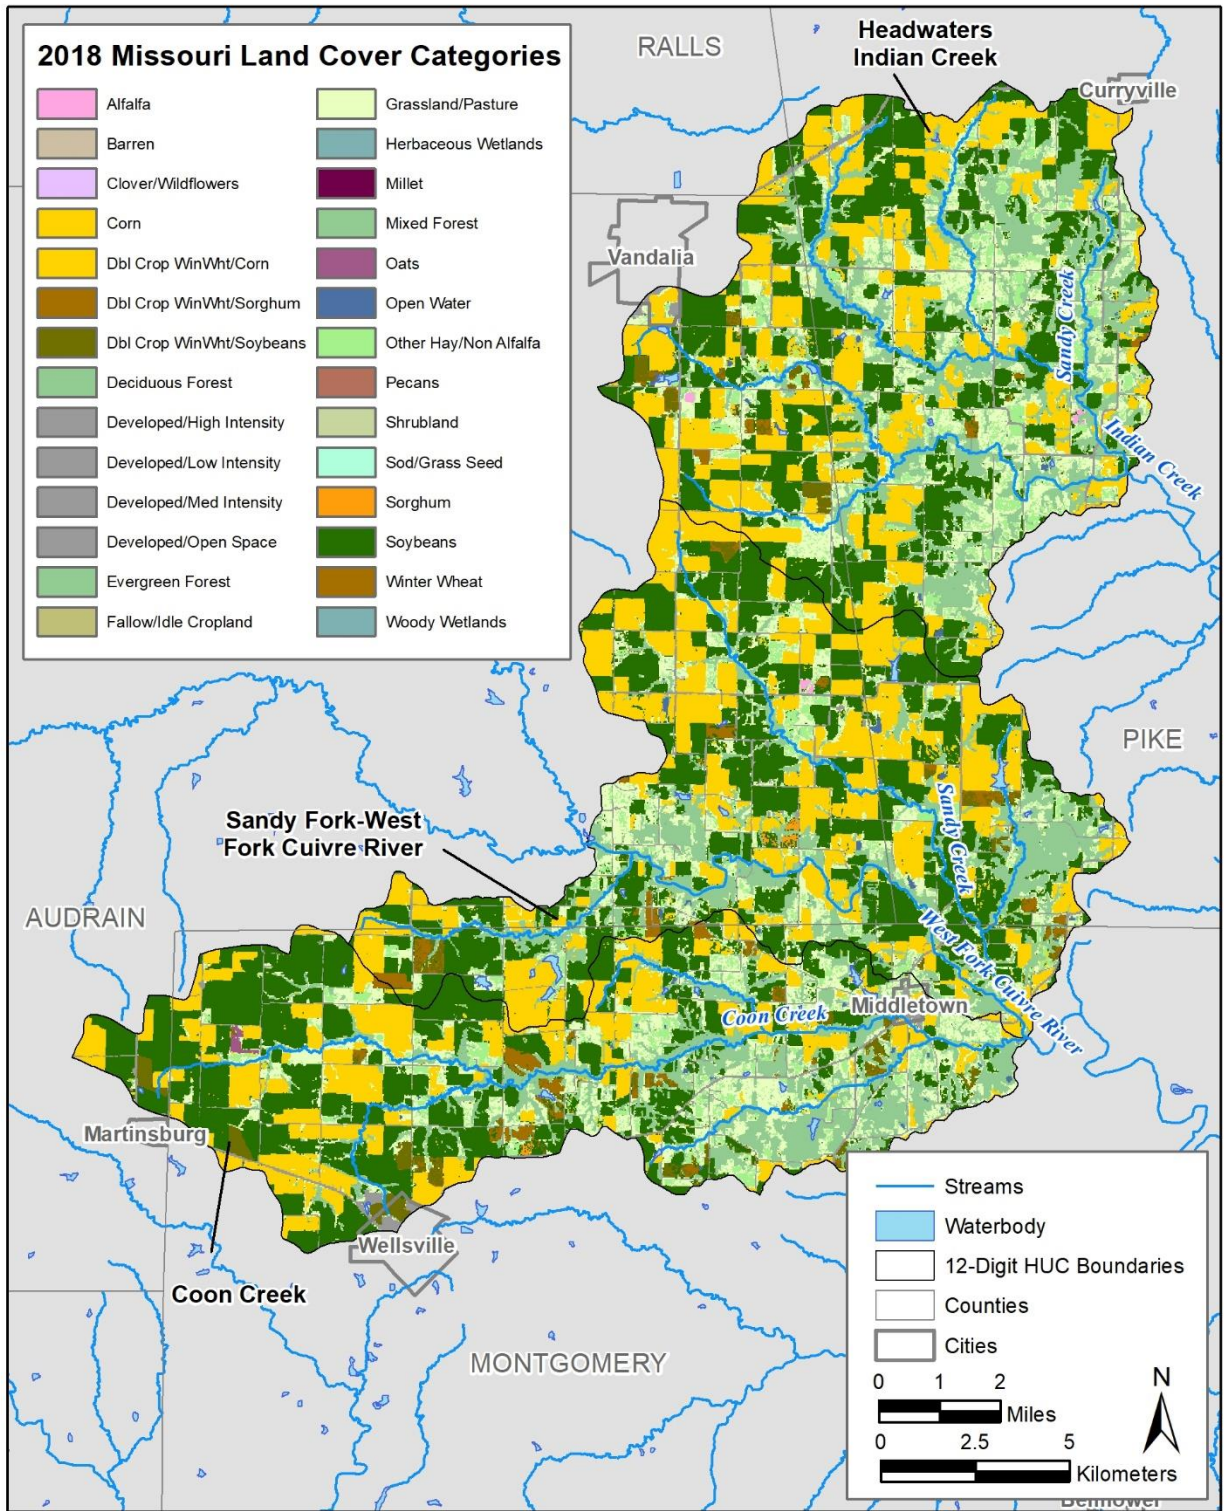 2018 Missouri Land Cover Categories
Alfalfa
Barren
Clover/Wildflowers
Corn
Dbl Crop WinWht/Corn
Dbl Crop WinWht/Sorghum
Dbl Crop WinWht/Soybeans
Deciduous Forest
Developed/High Intensity
Developed/Low Intensity
Developed/Med Intensity
Developed/Open Space
Evergreen Forest
Fallow/Idle Cropland
Grassland/Pasture
Herbaceous Wetlands
Millet
Mixed Forest
Oats
Open Water
Other Hay/Non Alfalfa
Pecans
Shrubland
Sod/Grass Seed
Sorghum
Soybeans
Winter Wheat
Woody Wetlands
RALLS
Headwaters
Indian Creek
Curryville
Vandalia
Sandy Creek
Indian Creek
PIKE
Sandy Fork-West
Fork Cuivre River
Sandy Creek
AUDRAIN
West Fork Cuivre River
Middletown
Coon Creek
Martinsburg
Wellsville
Coon Creek
MONTGOMERY
Streams
Waterbody
12-Digit HUC Boundaries
Counties
Cities
0 1 2
Miles
0 2.5 5
Kilometers
N